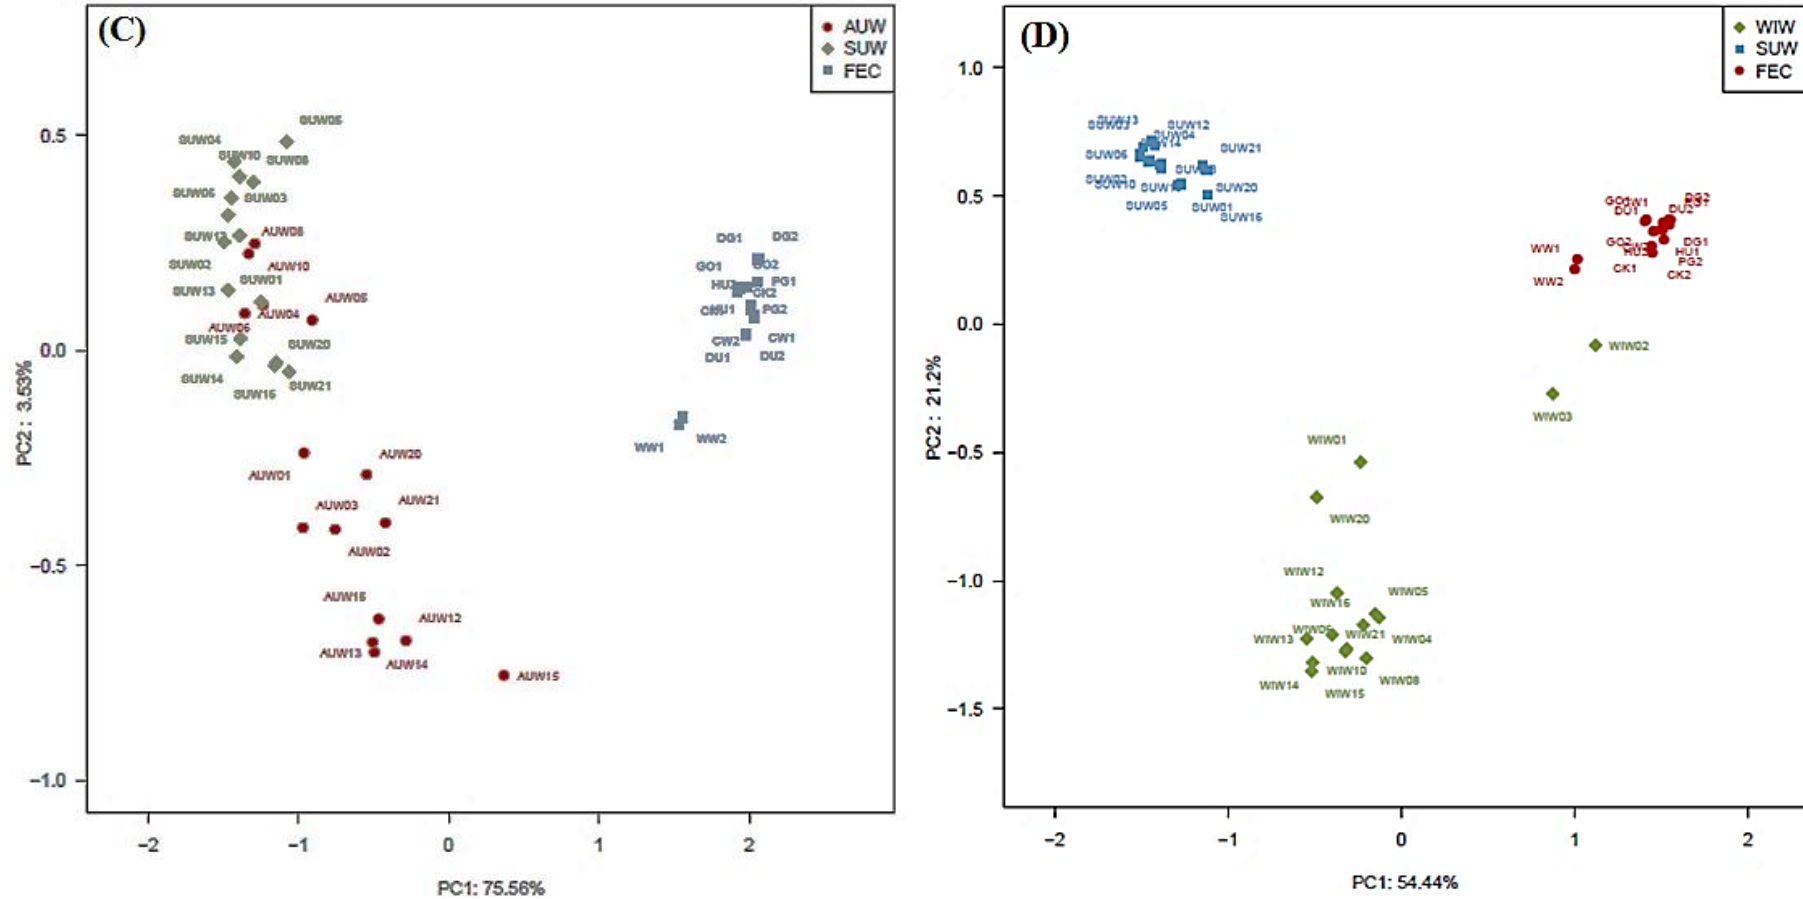 (C)
AUW
SUW
FEC
SUW05
SUW04
SUW10
SUW08
SUW06
SUW03
AUW08
SUW12
AUW10
SUW02
SUW01
SUW13
AUW05
AUW04
AUW06
SUW15
SUW20
SUW14
SUW21
SUW16
AUW20
AUW01
AUW21
AUW03
AUW02
AUW16
AUW12
AUW13
AUW14
AUW15
DG1
DG2
GO1
GO2
PG1
CK2
PG2
CW2
CW1
DU1
DU2
WW2
WW1
0.5
0.0
−0.5
−1.0
PC2 : 3.53%
−2
−1
0
1
2
PC1: 75.56%
(D)
WIW
SUW
FEC
SUW12
SUW04
SUW21
SUW06
SUW10
SUW20
SUW05
SUW01
SUW16
DU1
DU2
WW1
GO2
DG1
HU1
PG2
CK1
CK2
WW2
WIW02
WIW03
WIW01
WIW20
WIW12
WIW05
WIW16
WIW13
WIW21
WIW04
WIW10
WIW08
WIW14
WIW15
1.0
0.5
0.0
−0.5
−1.0
−1.5
PC2 : 21.2%
−2
−1
0
1
2
PC1: 54.44%